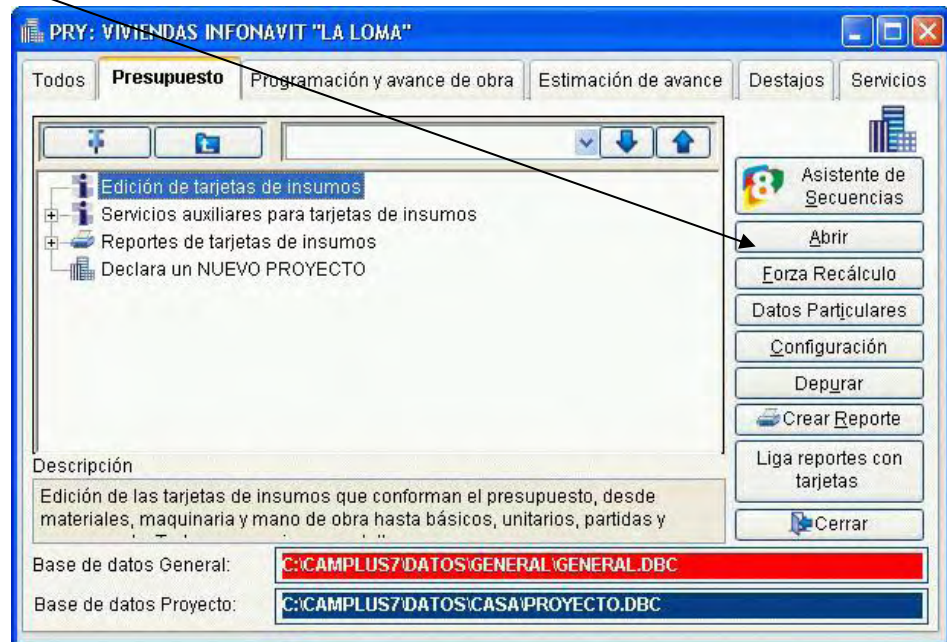 PRY: VIVIENDAS INFONAVIT "LA LOMA"
Todos Presupuesto Programación y avance de obra Estimación de avance Destajos Servicios
Edición de tarjetas de insumos
Servicios auxiliares para tarjetas de insumos
Reportes de tarjetas de insumos
Declara un NUEVO PROYECTO
Asistente de
Secuencias
Abrir
Forza Recálculo
Datos Particulares
Configuración
Depurar
Crear Reporte
Liga reportes con
tarjetas
Cerrar
Descripción
Edición de las tarjetas de insumos que conforman el presupuesto, desde
materiales, maquinaria y mano de obra hasta básicos, unitarios, partidas y
Base de datos General: C:\CAMPLUS7\DATOS\GENERAL\GENERAL.DBC
Base de datos Proyecto: C:\CAMPLUS7\DATOS\CASA\PROYECTO.DBC